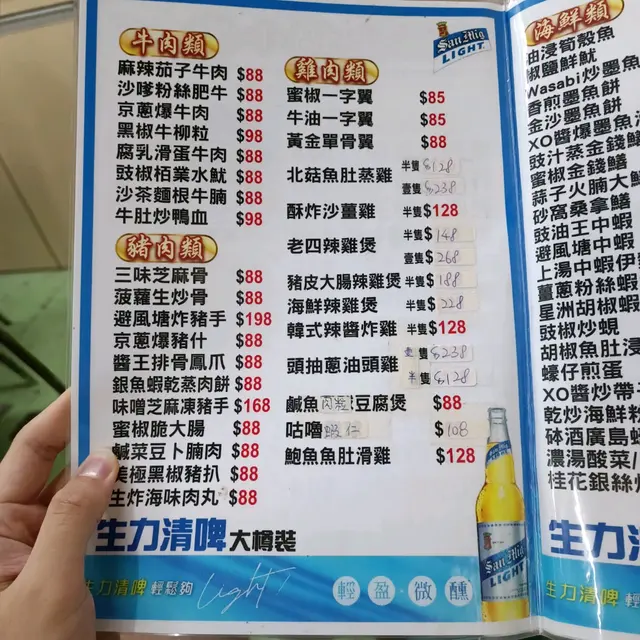 牛肉類
麻辣茄子牛肉 $88
沙嗲粉絲肥牛 $88
京蔥爆牛肉 $88
黑椒牛柳粒 $98
腐乳滑蛋牛肉 $88
豉椒栢葉水魷 $88
沙茶麵根牛腩 $88
牛肚炒鴨血 $98
豬肉類
三味芝麻骨 $88
菠蘿生炒骨 $88
避風塘炸豬手 $198
京蔥爆豬什 $88
醬王排骨鳳爪 $88
銀魚蝦乾蒸肉餅 $88
味噌芝麻凍豬手 $168
蜜椒脆大腸 $88
鹹菜豆卜腩肉 $88
極黑椒豬扒 $88
生炸海味肉丸 $88
生力清啤 大樽裝
生力清啤 輕鬆夠 Light
San Mig
LIGHT
雞肉類
蜜椒一字翼 $85
牛油一字翼 $85
黃金單骨翼 $88
北菇魚肚蒸雞 半隻 $128
壹隻 $238
酥炸沙薑雞 半隻 $128
老四辣雞煲 半隻 $148
壹隻 $268
豬皮大腸辣雞煲 半隻 $188
海鮮辣雞煲 半隻 $228
韓式辣醬炸雞 半隻 $128
頭抽蔥油頭雞 壹隻 $238
半隻 $128
鹹魚肉粒豆腐煲 $88
咕嚕蝦仁 $108
鮑魚魚肚滑雞 $128
輕盈·微醺
San Mig
LIGHT
海鮮類
油浸筍殼魚
椒鹽鮮魷
Wasabi炒墨魚
香煎墨魚餅
金沙墨魚餅
XO醬爆墨魚
豉汁蒸金錢鱔
蜜椒金錢鱔
蒜子火腩大鱔
砂窩桑拿鱔
豉油王中蝦
避風塘中蝦
上湯中蝦伊
薑蔥粉絲蝦
星洲胡椒蝦
豉椒炒蜆
胡椒魚肚浸
蠔仔煎蛋
XO醬炒帶子
乾炒海鮮粉
砵酒廣島蠔
濃湯酸菜/
桂花銀絲炒
生力清
生力清啤